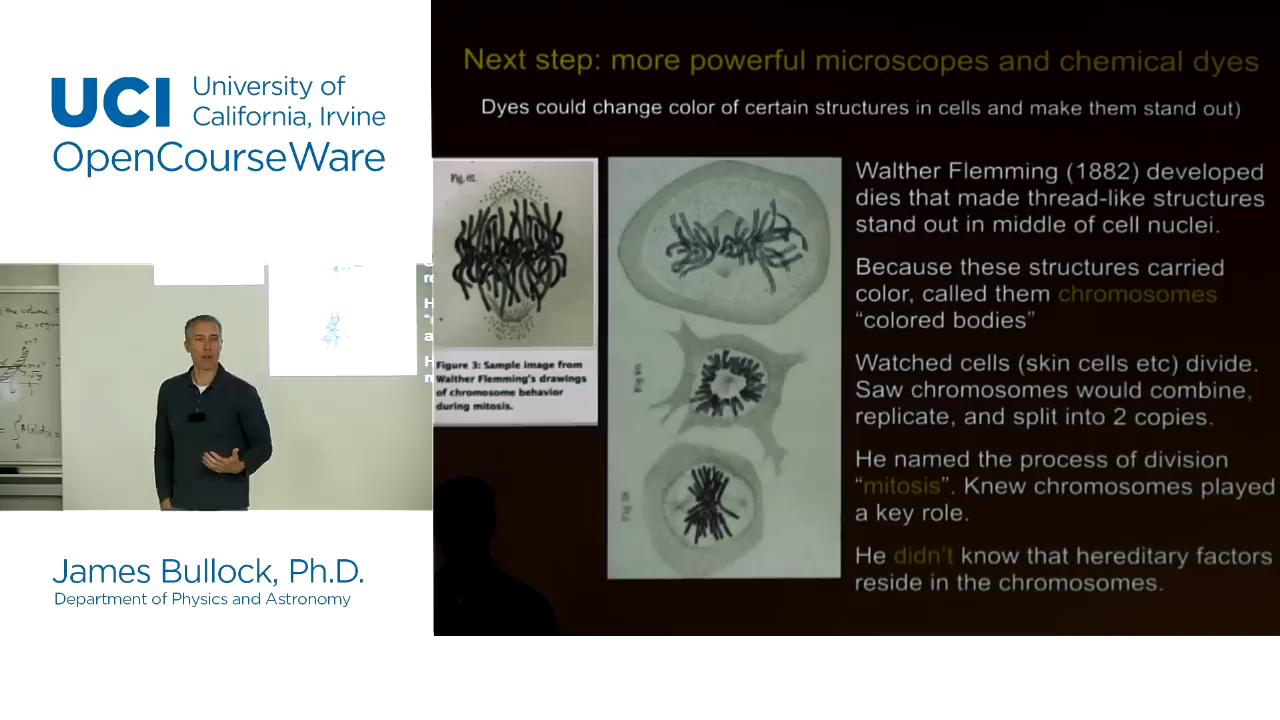 UCI University of
California, Irvine
OpenCourseWare
James Bullock, Ph.D.
Department of Physics and Astronomy
Next step: more powerful microscopes and chemical dyes
Dyes could change color of certain structures in cells and make them stand out)
Figure 3: Sample image from
Walther Flemming's drawings
of chromosome behavior
during mitosis.
Walther Flemming (1882) developed
dies that made thread-like structures
stand out in middle of cell nuclei.
Because these structures carried
color, called them chromosomes
“colored bodies”
Watched cells (skin cells etc) divide.
Saw chromosomes would combine,
replicate, and split into 2 copies.
He named the process of division
“mitosis”. Knew chromosomes played
a key role.
He didn't know that hereditary factors
reside in the chromosomes.